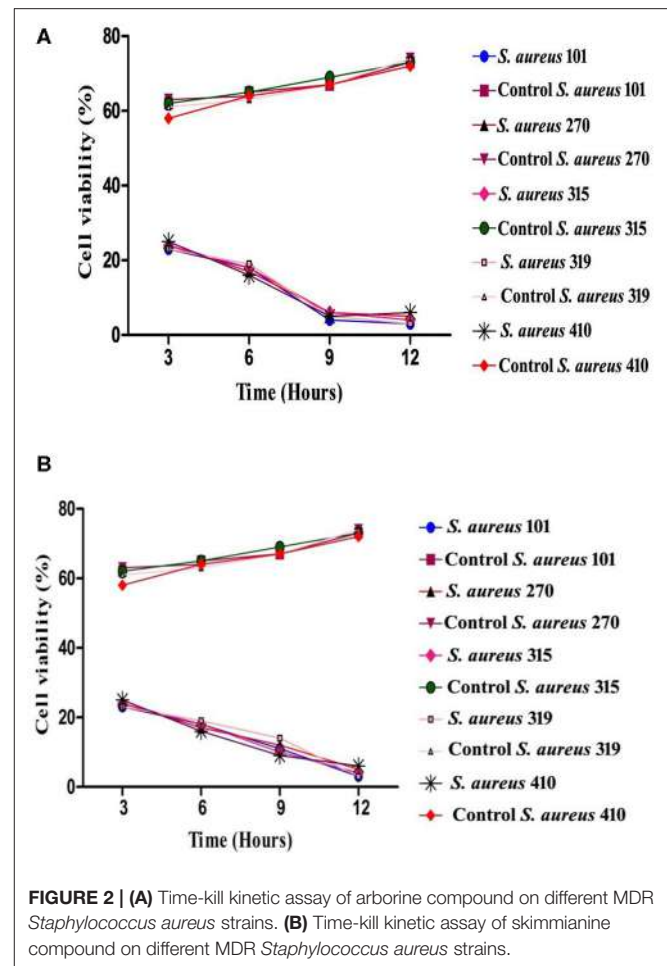 A
Cell viability (%)
80
60
40
20
0
3 6 9 12
Time (Hours)
S. aureus 101
Control S. aureus 101
S. aureus 270
Control S. aureus 270
S. aureus 315
Control S. aureus 315
S. aureus 319
Control S. aureus 319
S. aureus 410
Control S. aureus 410
B
Cell viability (%)
80
60
40
20
0
3 6 9 12
Time (Hours)
S. aureus 101
Control S. aureus 101
S. aureus 270
Control S. aureus 270
S. aureus 315
Control S. aureus 315
S. aureus 319
Control S. aureus 319
S. aureus 410
Control S. aureus 410
FIGURE 2 | (A) Time-kill kinetic assay of arborine compound on different MDR
Staphylococcus aureus strains. (B) Time-kill kinetic assay of skimmianine
compound on different MDR Staphylococcus aureus strains.